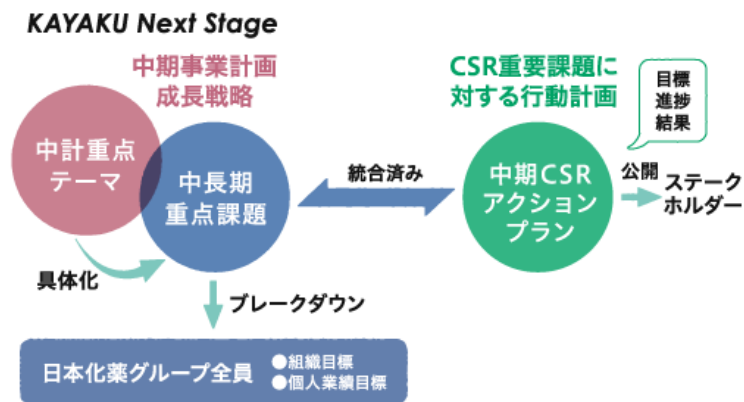 KAYAKU Next Stage
中期事業計画
成長戦略
中計重点
テーマ
中長期
重点課題
具体化
統合済み
CSR重要課題に
対する行動計画
中期CSR
アクション
プラン
目標
進捗
結果
公開
ステーク
ホルダー
ブレークダウン
日本化薬グループ全員
●組織目標
●個人業績目標